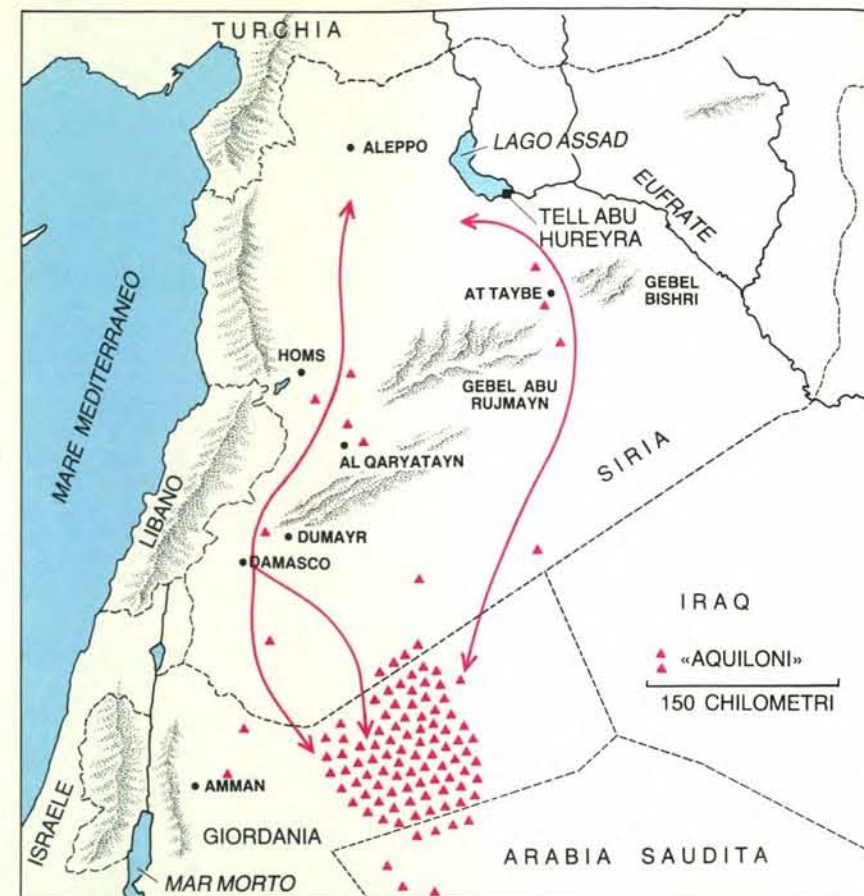 TURCHIA
ALEPPO
LAGO ASSAD
EUFRATE
TELL ABU
HUREYRA
AT TAYBE
GEBEL
BISHRI
MARE MEDITERRANEO
HOMS
GEBEL ABU
RUJMAYN
AL QARYATAYN
SIRIA
LIBANO
DUMAYR
DAMASCO
IRAQ
«AQUILONI»
150 CHILOMETRI
AMMAN
ISRAELE
GIORDANIA
ARABIA SAUDITA
MAR MORTO